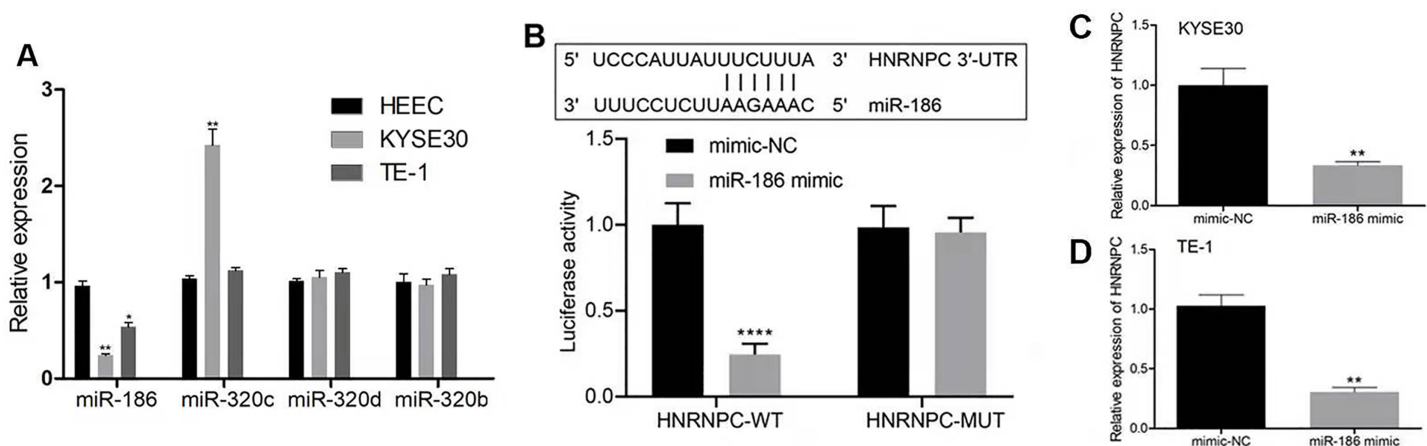 A
Relative expression
3
2
1
0
HEEC
KYSE30
TE-1
**
*
**
miR-186
miR-320c
miR-320d
miR-320b
B
5' UCCCAUUAUUUCUUUA 3' HNRNPC 3'-UTR
3' UUUCCUCUUAAGAAAC 5' miR-186
Luciferase activity
1.5
1.0
0.5
0.0
mimic-NC
miR-186 mimic
****
HNRNPC-WT
HNRNPC-MUT
C
KYSE30
Relative expression of HNRNPC
1.5
1.0
0.5
0.0
**
mimic-NC
miR-186 mimic
D
TE-1
Relative expression of HNRNPC
1.5
1.0
0.5
0.0
**
mimic-NC
miR-186 mimic